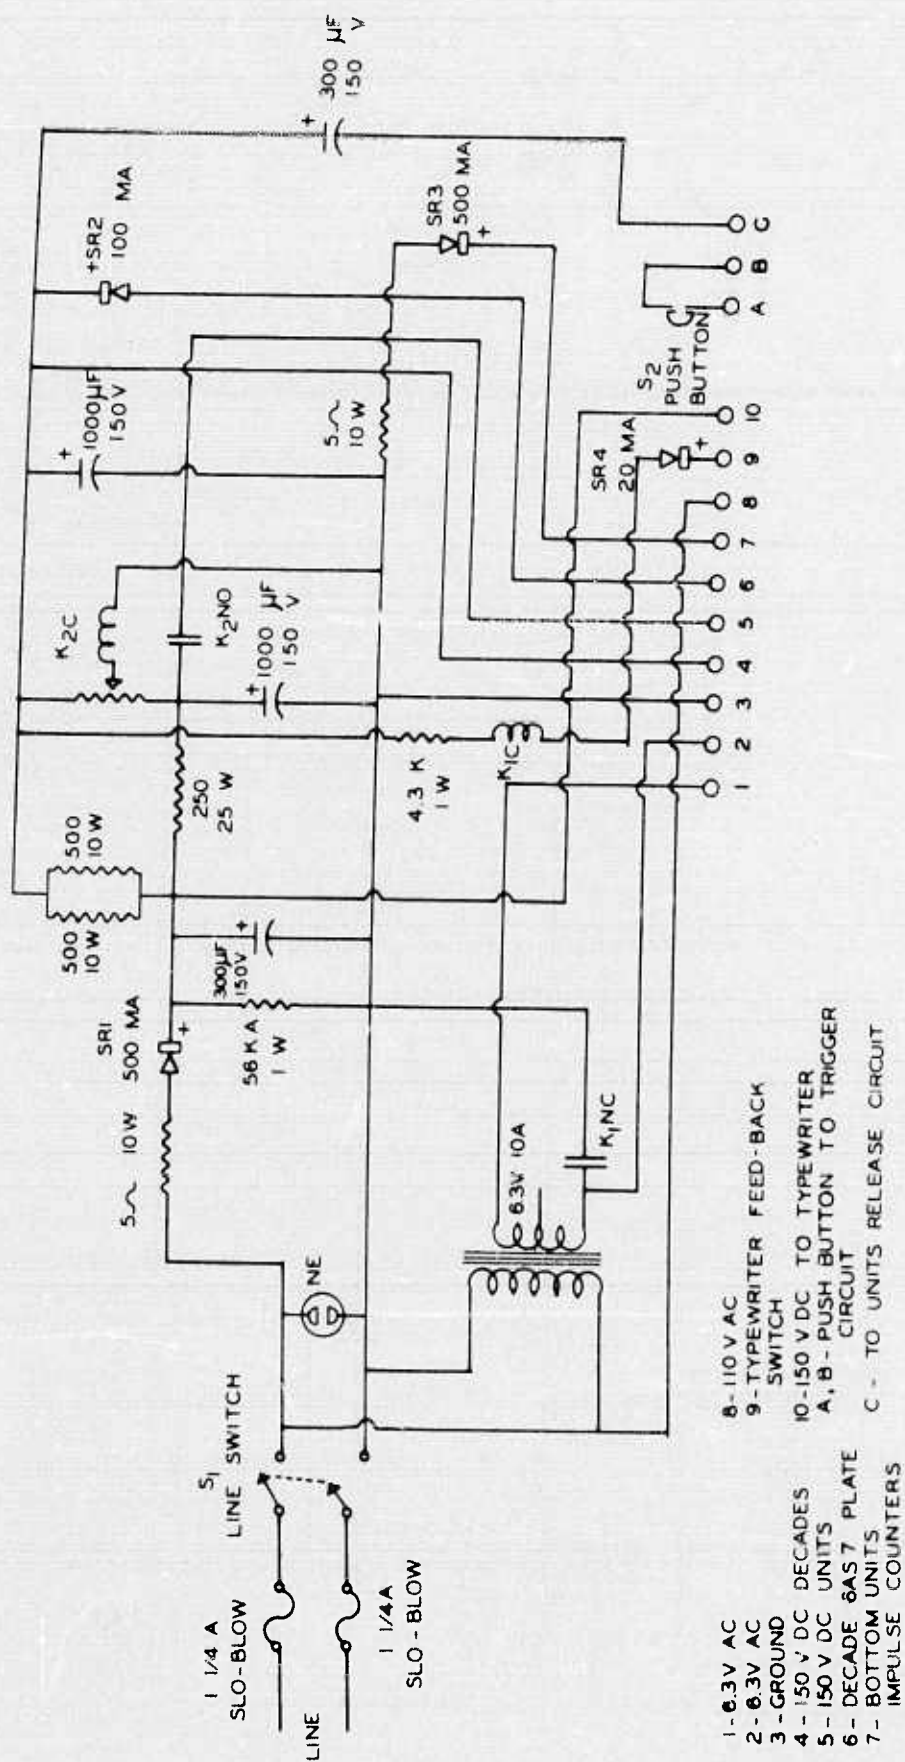 1 1/4 A
SLO-BLOW
LINE
1 1/4 A
SLO-BLOW
S1
LINE SWITCH
NE
5∿ 10W
SR1
500 MA
+
56 KA
1 W
300µF
150V
+
500
10W
500
10W
250
25 W
K2C
K2NO
+
1000 µF
150 V
+
1000µF
150V
+SR2
100 MA
+
300 µF
150 V
5∿
10 W
SR3
500 MA
+
4.3 K
1 W
K1C
6.3V 10A
K1NC
SR4
20 MA
+
S2
PUSH
BUTTON
1 2 3 4 5 6 7 8 9 10 A B C
1-6.3V AC
2-6.3V AC
3-GROUND
4-150 V DC DECADES
5-150 V DC UNITS
6-DECADE 6AS7 PLATE
7-BOTTOM UNITS
IMPULSE COUNTERS
8-110 V AC
9-TYPEWRITER FEED-BACK
SWITCH
10-150 V DC TO TYPEWRITER
A, B-PUSH BUTTON TO TRIGGER
CIRCUIT
C - TO UNITS RELEASE CIRCUIT